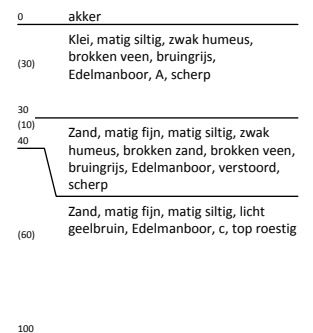 0 akker
Klei, matig siltig, zwak humeus,
brokken veen, bruingrijs,
(30)
Edelmanboor, A, scherp
30
(10)
Zand, matig fijn, matig siltig, zwak
40
humeus, brokken zand, brokken veen,
bruingrijs, Edelmanboor, verstoord,
scherp
Zand, matig fijn, matig siltig, licht
geelbruin, Edelmanboor, c, top roestig
(60)
100